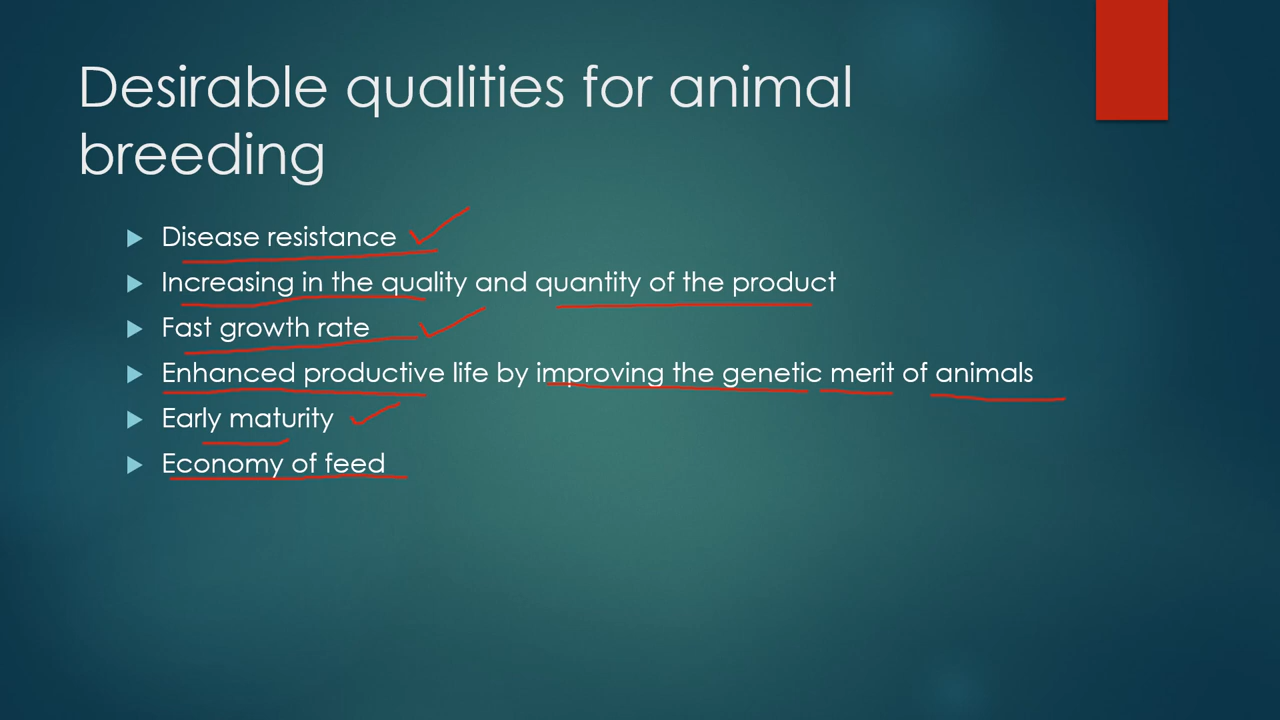 Desirable qualities for animal
breeding
Disease resistance
Increasing in the quality and quantity of the product
Fast growth rate
Enhanced productive life by improving the genetic merit of animals
Early maturity
Economy of feed